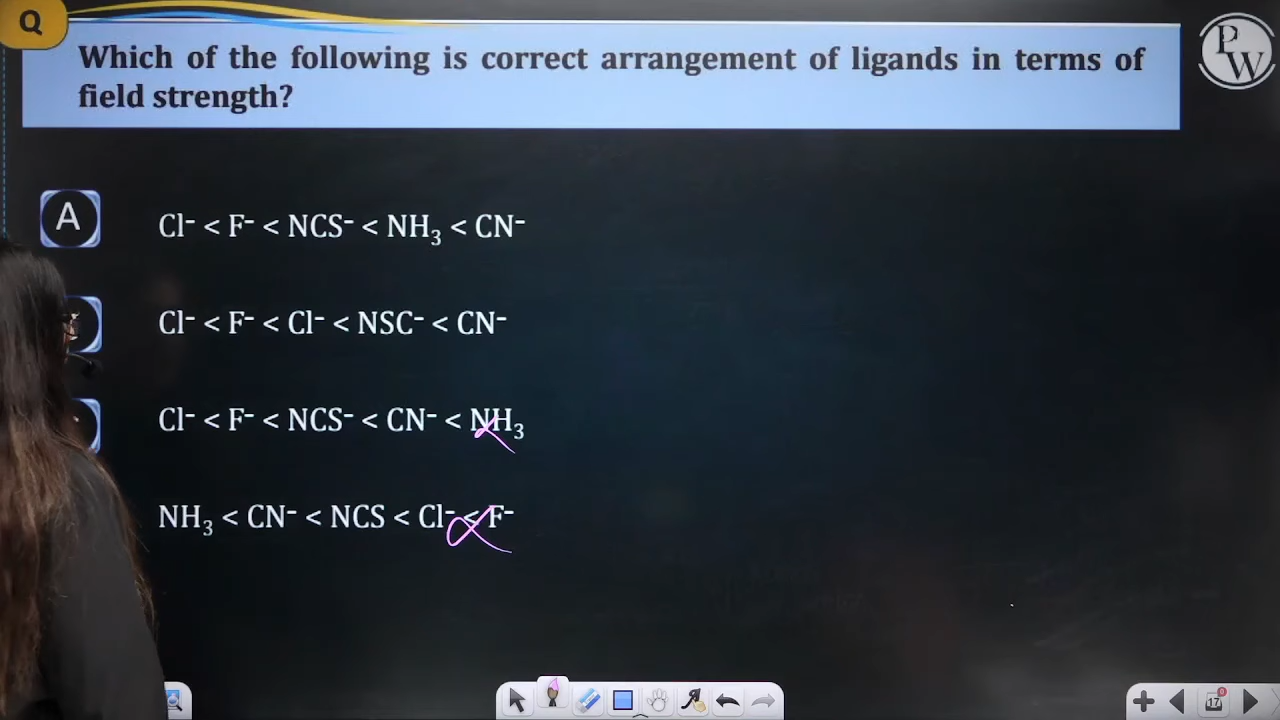 Q
Which of the following is correct arrangement of ligands in terms of
field strength?
PW
A
Cl⁻ < F⁻ < NCS⁻ < NH₃ < CN⁻
Cl⁻ < F⁻ < Cl⁻ < NSC⁻ < CN⁻
Cl⁻ < F⁻ < NCS⁻ < CN⁻ < NH₃
NH₃ < CN⁻ < NCS < Cl⁻ < F⁻
17